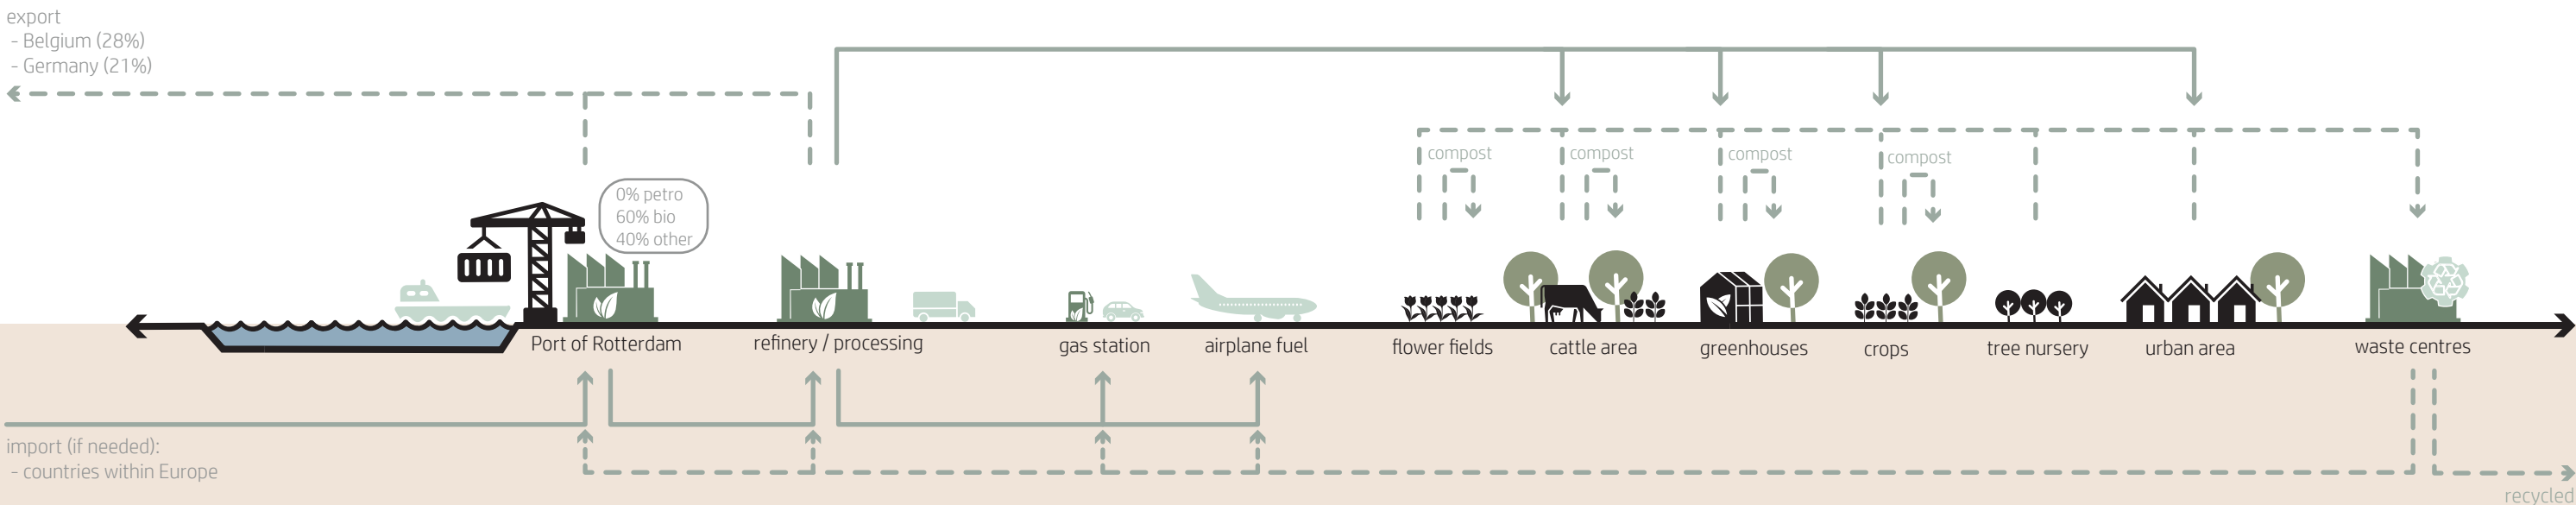 export
- Belgium (28%)
- Germany (21%)
compost
compost
compost
compost
0% petro
60% bio
40% other
Port of Rotterdam
refinery / processing
gas station
airplane fuel
flower fields
cattle area
greenhouses
crops
tree nursery
urban area
waste centres
import (if needed):
- countries within Europe
recycled